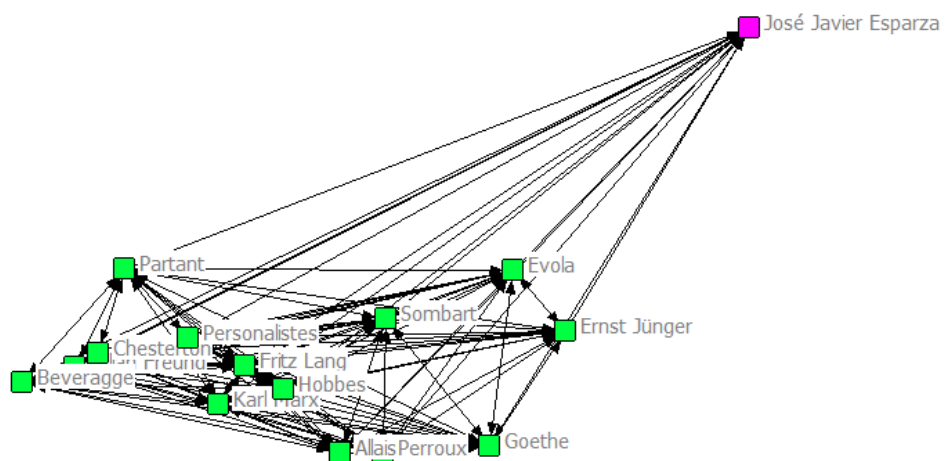 José Javier Esparza
Partant
Evola
Sombart
Ernst Jünger
Personalistes
Chesterton
Freund
Fritz Lang
Beveragge
Hobbes
Karl Marx
Allais
Perroux
Goethe